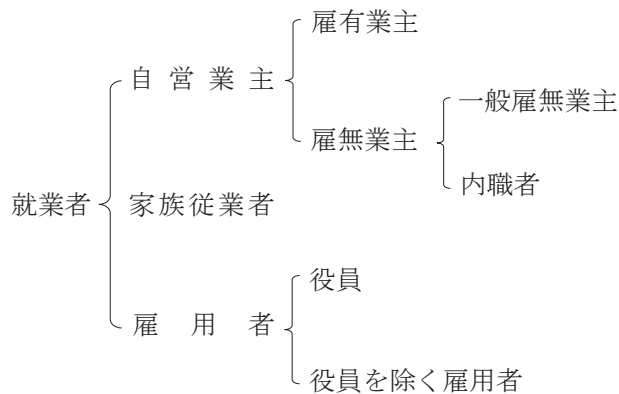 雇有業主
自営業主
一般雇無業主
雇無業主
内職者
就業者
家族従業者
役員
雇用者
役員を除く雇用者